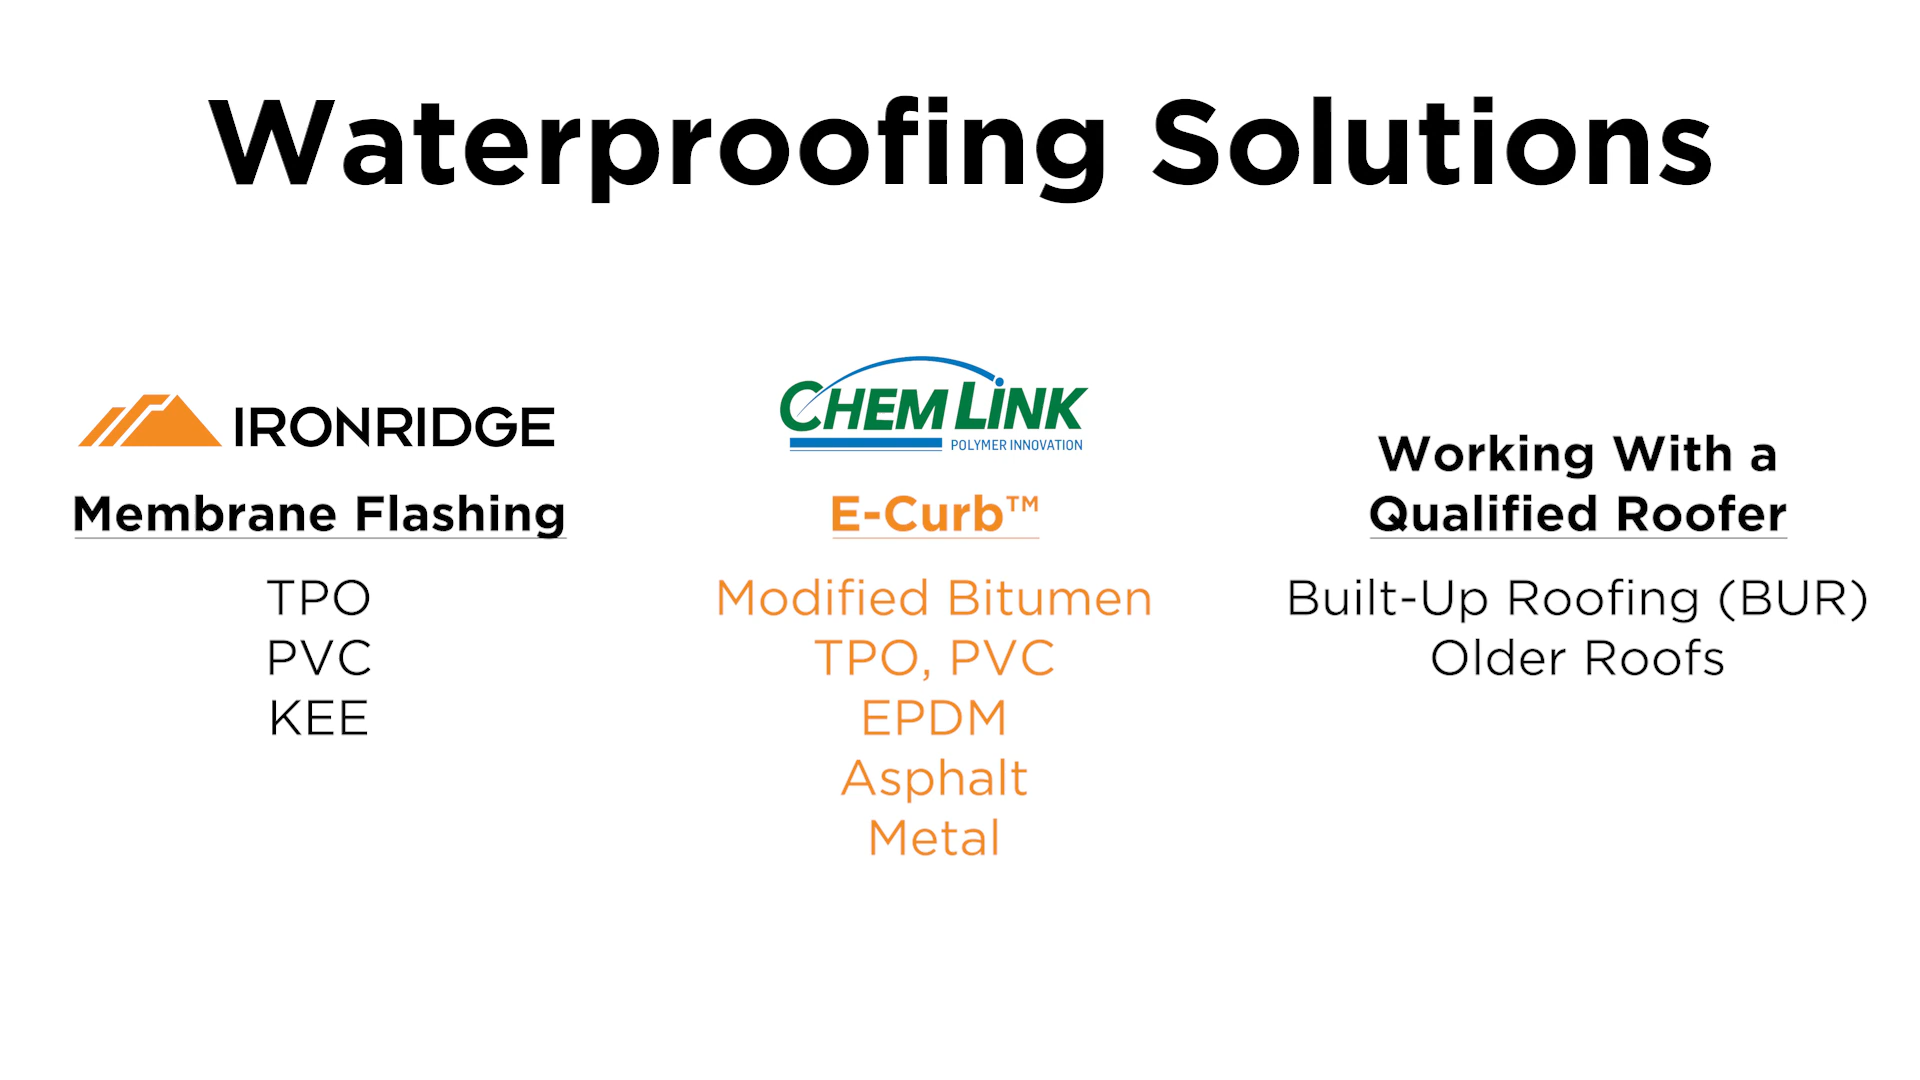 Waterproofing Solutions
IRONRIDGE
Membrane Flashing
TPO
PVC
KEE
CHEM LINK
POLYMER INNOVATION
E-Curb™
Modified Bitumen
TPO, PVC
EPDM
Asphalt
Metal
Working With a
Qualified Roofer
Built-Up Roofing (BUR)
Older Roofs